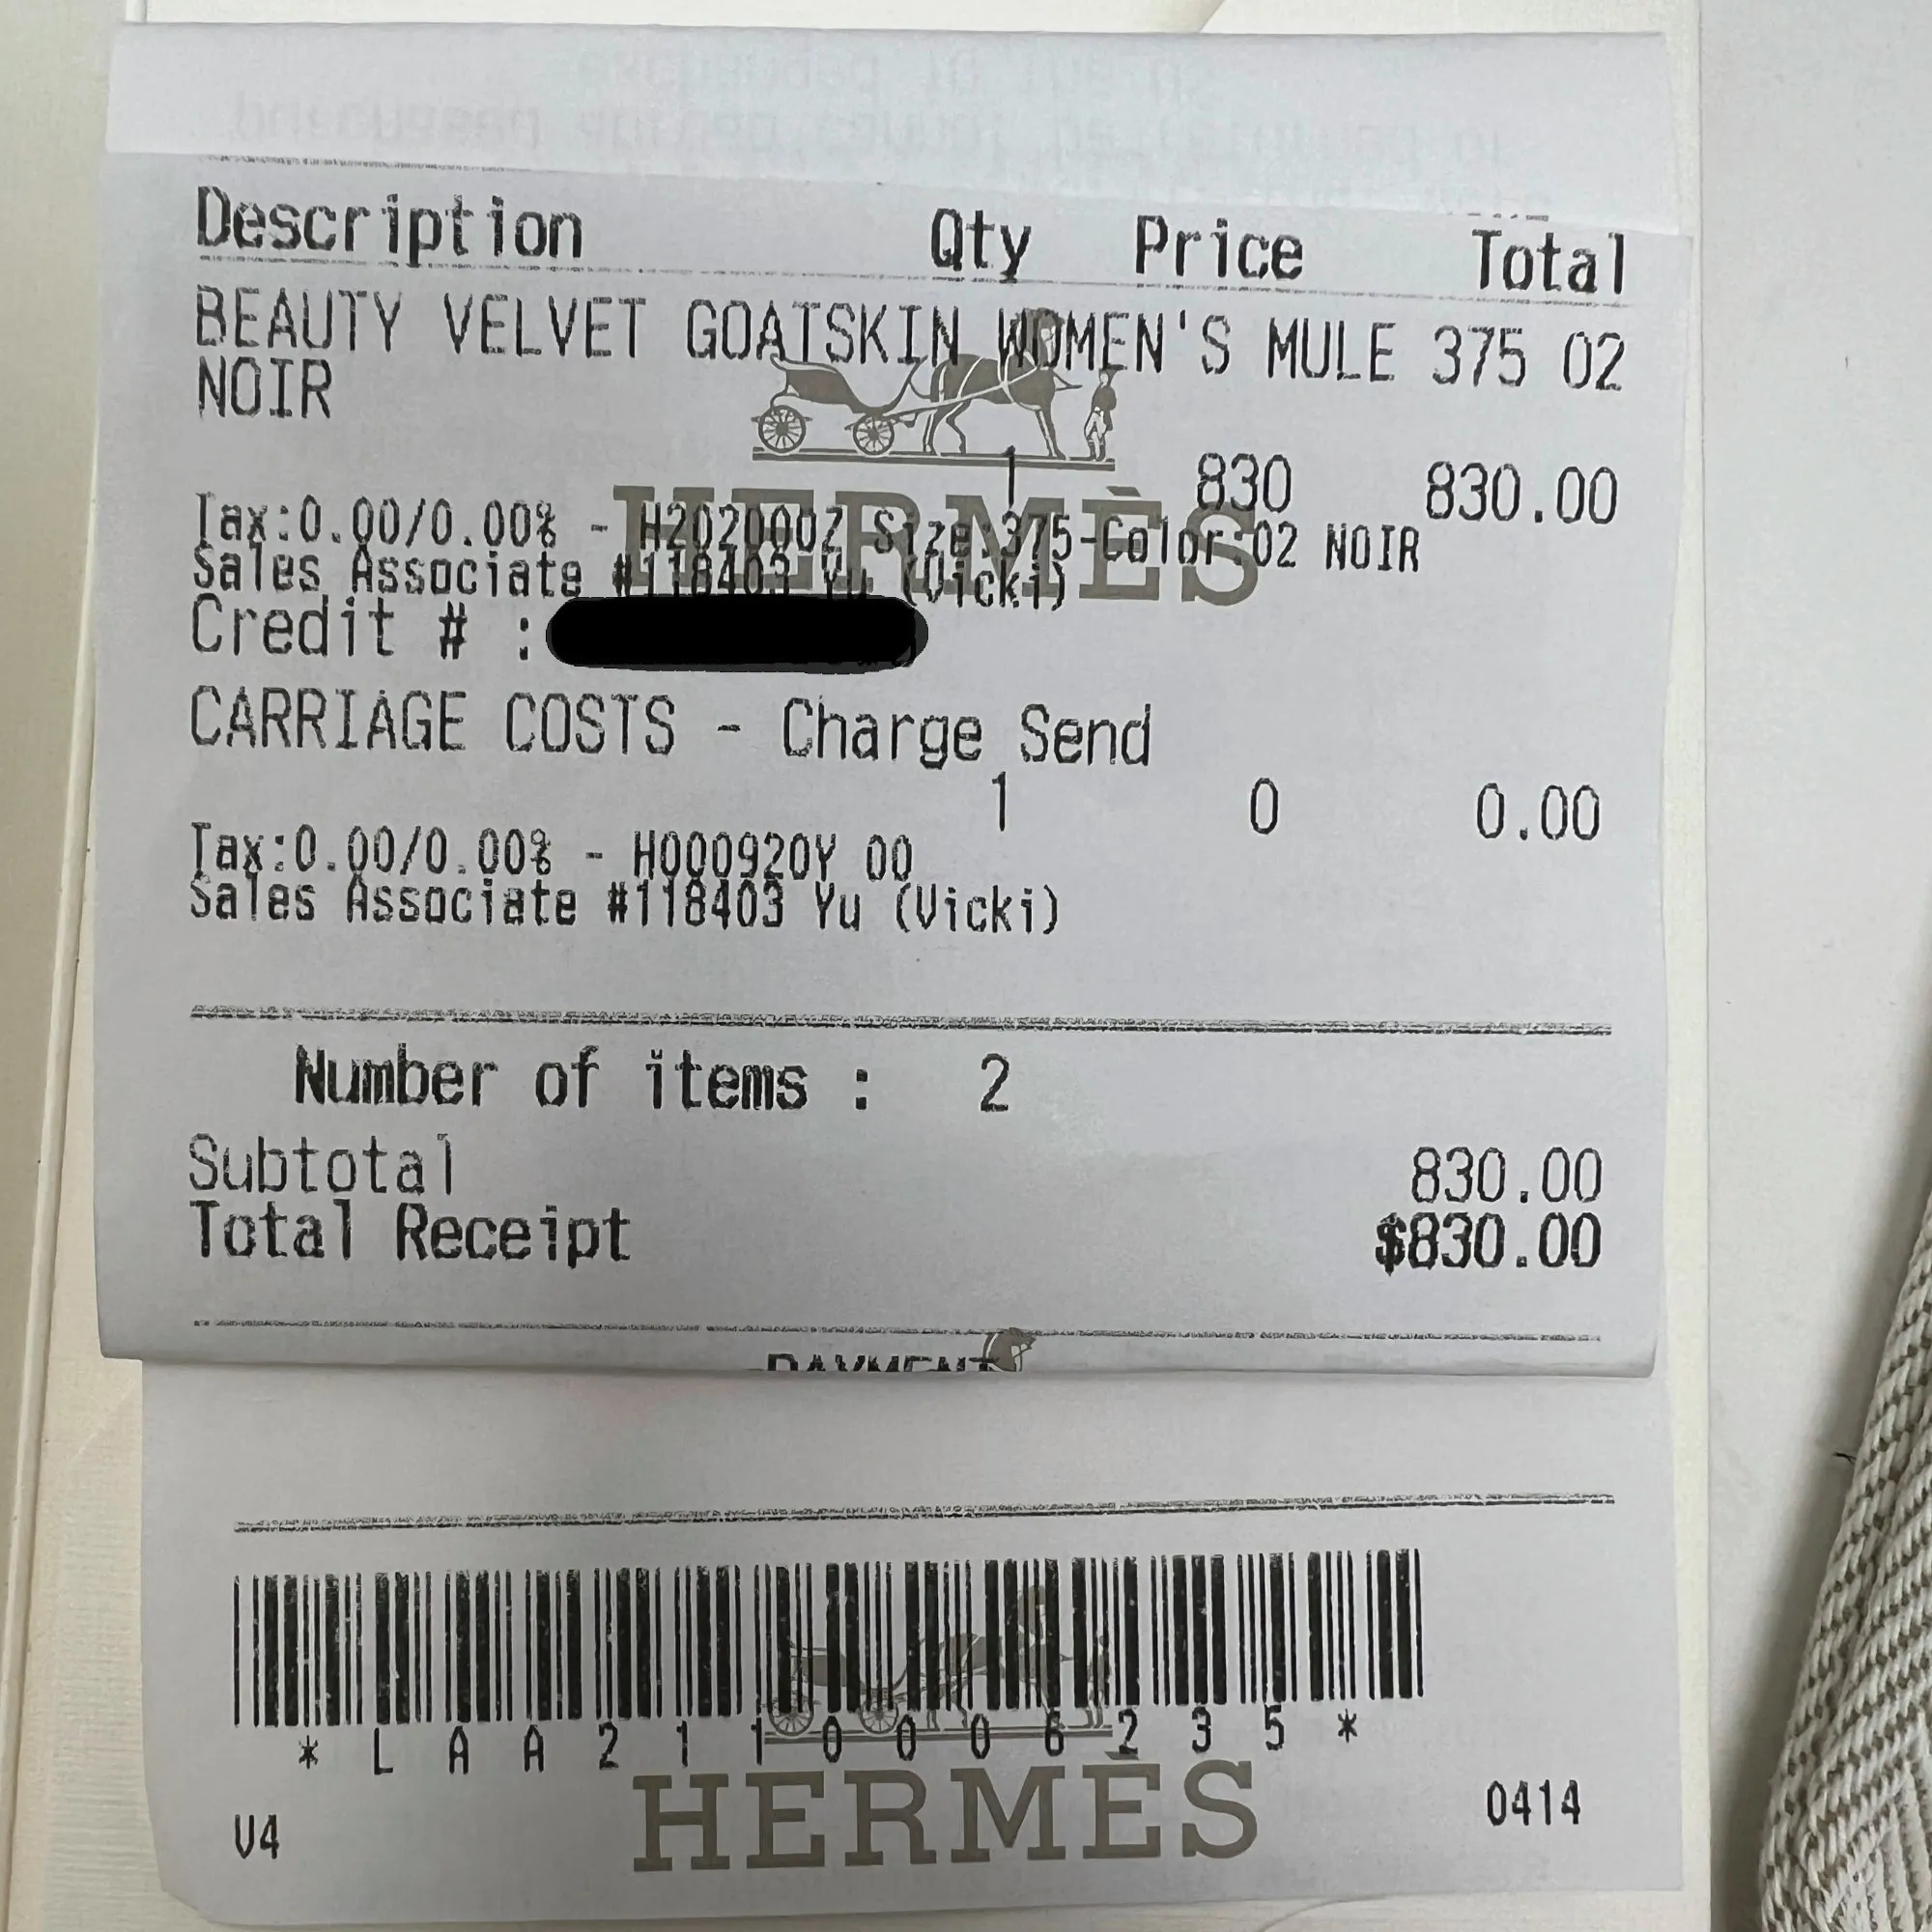 Description Qty Price Total
BEAUTY VELVET GOATSKIN WOMEN'S MULE 375 02
NOIR
1 830 830.00
HERMÈS
Tax:0.00/0.00% - H202000Z Size:375-Color:02 NOIR
Sales Associate #118403 Yu (Vicki)
Credit # :
CARRIAGE COSTS - Charge Send
1 0 0.00
Tax:0.00/0.00% - H000920Y 00
Sales Associate #118403 Yu (Vicki)
Number of items : 2
Subtotal 830.00
Total Receipt $830.00
PAYMENT
*LAA2110006235*
HERMÈS
V4 0414